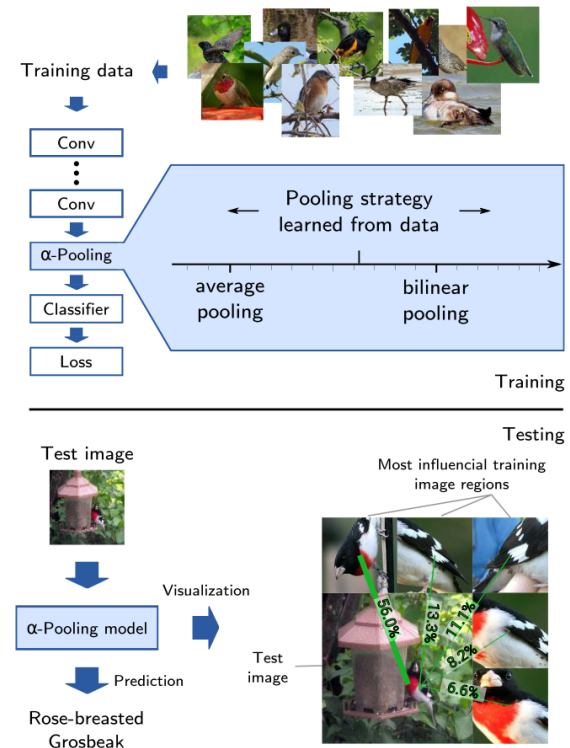 Training data
Conv
Conv
α-Pooling
Classifier
Loss
Pooling strategy
learned from data
average
pooling
bilinear
pooling
Training
Testing
Test image
α-Pooling model
Visualization
Prediction
Rose-breasted
Grosbeak
Most influencial training
image regions
Test
image
56.0%
13.3%
11.1%
8.2%
6.6%